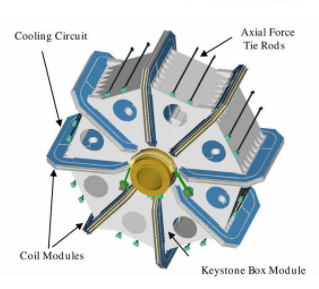 Cooling Circuit
Axial Force
Tie Rods
Coil Modules
Keystone Box Module